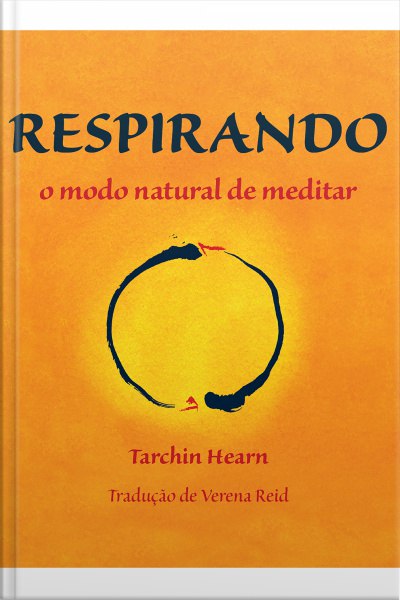 RESPIRANDO
o modo natural de meditar
Tarchin Hearn
Tradução de Verena Reid